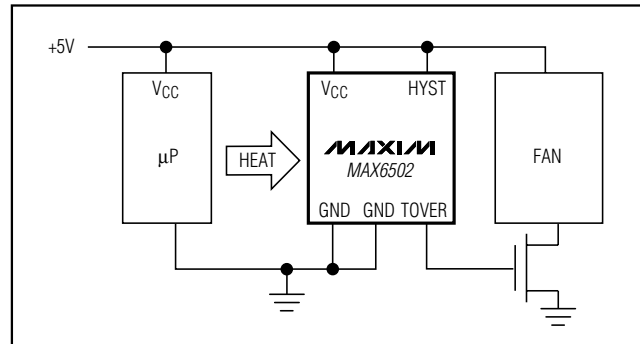 +5V
VCC
VCC
HYST
μP
HEAT
MAXIM
MAX6502
FAN
GND
GND
TOVER